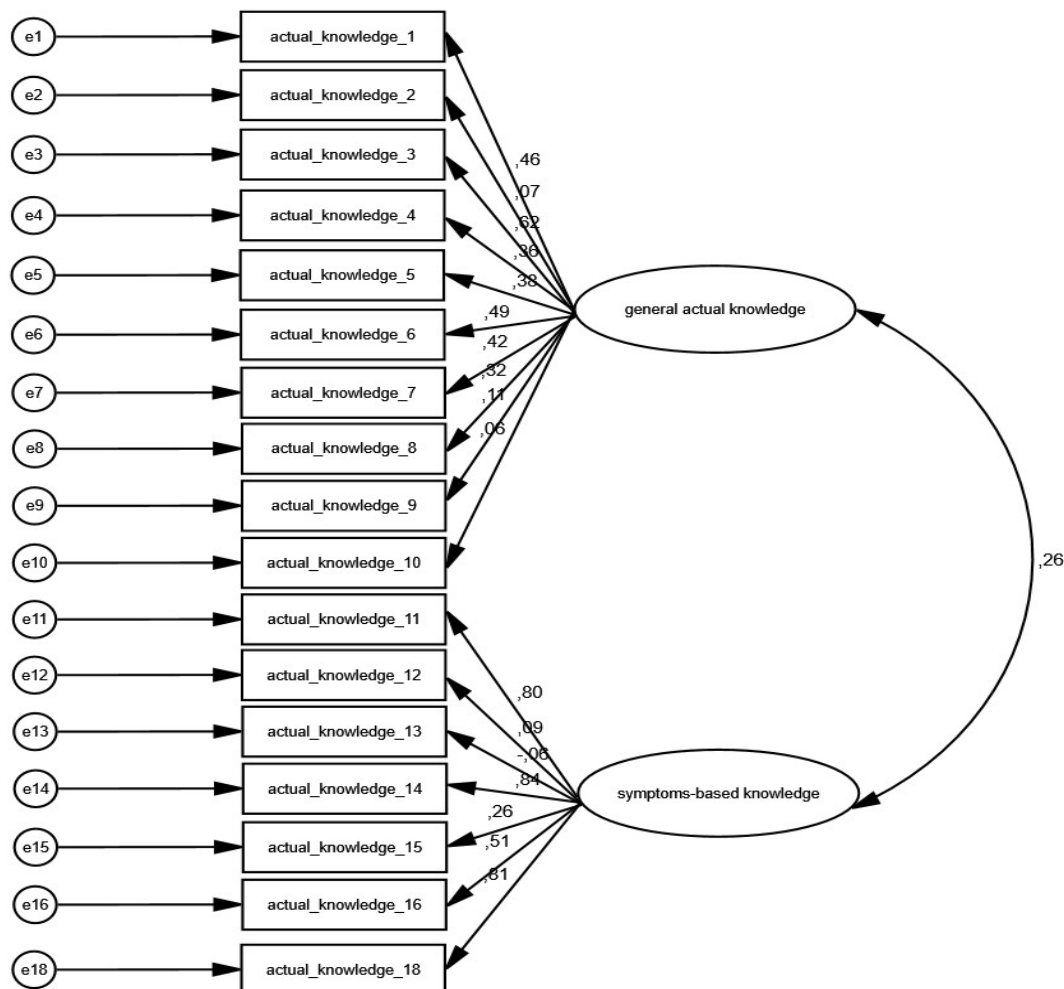 e1
actual_knowledge_1
e2
actual_knowledge_2
e3
actual_knowledge_3
e4
actual_knowledge_4
e5
actual_knowledge_5
e6
actual_knowledge_6
e7
actual_knowledge_7
e8
actual_knowledge_8
e9
actual_knowledge_9
e10
actual_knowledge_10
e11
actual_knowledge_11
e12
actual_knowledge_12
e13
actual_knowledge_13
e14
actual_knowledge_14
e15
actual_knowledge_15
e16
actual_knowledge_16
e18
actual_knowledge_18
,46
,07
,62
,36
,38
,49
,42
,32
,11
,06
general actual knowledge
,26
,80
,09
-,06
,84
,26
,51
,81
symptoms-based knowledge